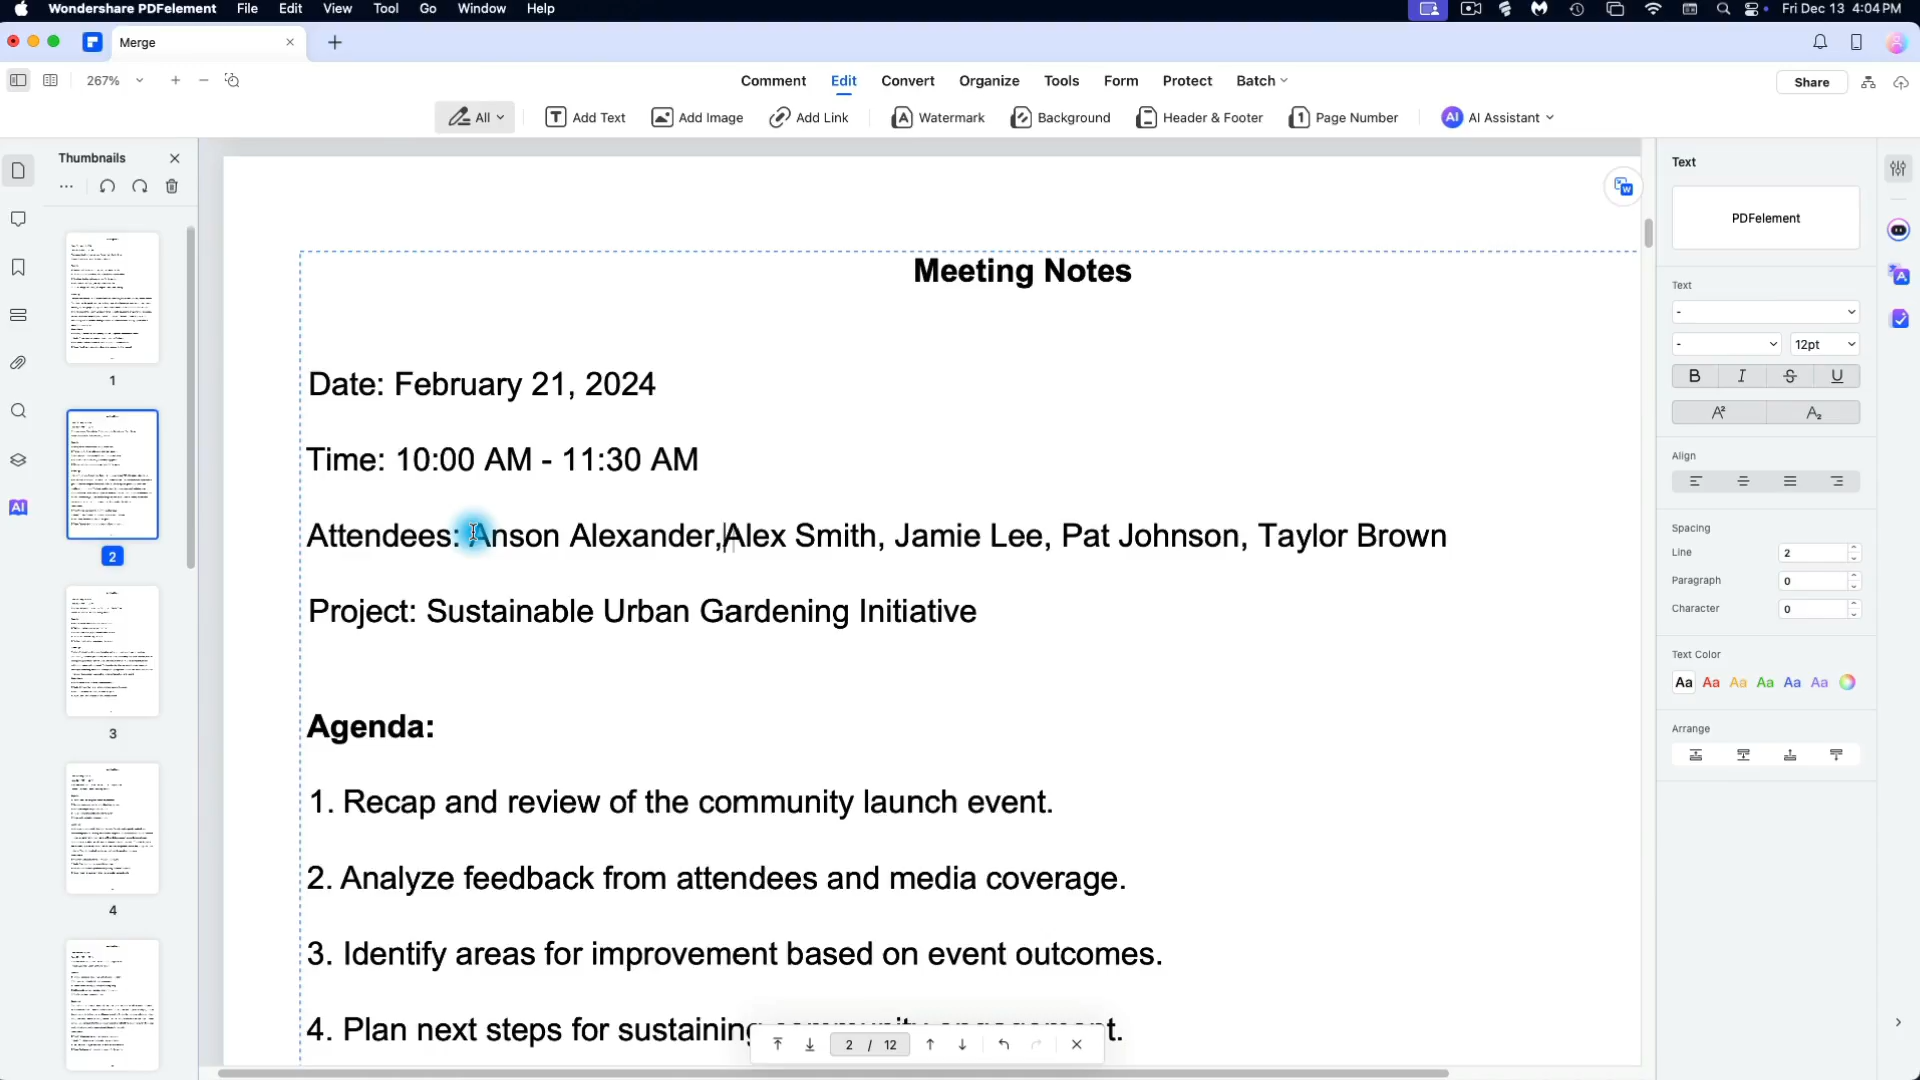 Wondershare PDFelement File Edit View Tool Go Window Help Fri Dec 13 4:04 PM
Merge
267% Comment Edit Convert Organize Tools Form Protect Batch Share
All Add Text Add Image Add Link Watermark Background Header & Footer Page Number AI AI Assistant
Thumbnails
1
2
3
4
AI
Meeting Notes
Date: February 21, 2024
Time: 10:00 AM - 11:30 AM
Attendees: Anson Alexander,Alex Smith, Jamie Lee, Pat Johnson, Taylor Brown
Project: Sustainable Urban Gardening Initiative
Agenda:
1. Recap and review of the community launch event.
2. Analyze feedback from attendees and media coverage.
3. Identify areas for improvement based on event outcomes.
4. Plan next steps for sustaining
2 / 12
Text
PDFelement
Text
-
- 12pt
B I S U
A² A₂
Align
Spacing
Line 2
Paragraph 0
Character 0
Text Color
Aa Aa Aa Aa Aa Aa
Arrange